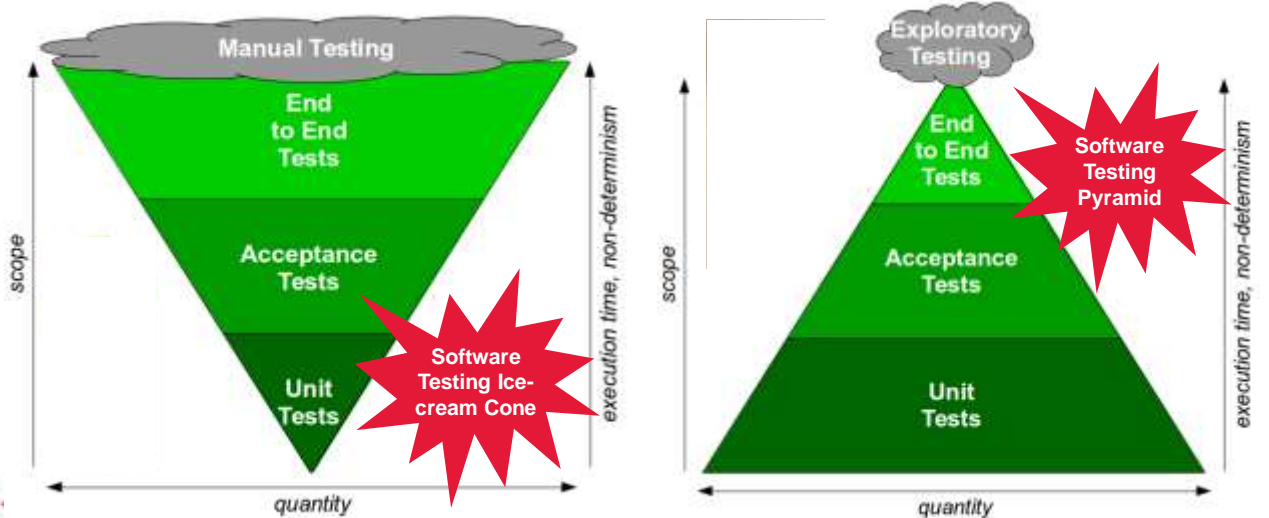 Manual Testing
End
to End
Tests
Acceptance
Tests
Unit
Tests
scope
execution time, non-determinism
quantity
Software
Testing Ice-
cream Cone
Exploratory
Testing
End
to End
Tests
Acceptance
Tests
Unit
Tests
scope
execution time, non-determinism
quantity
Software
Testing
Pyramid